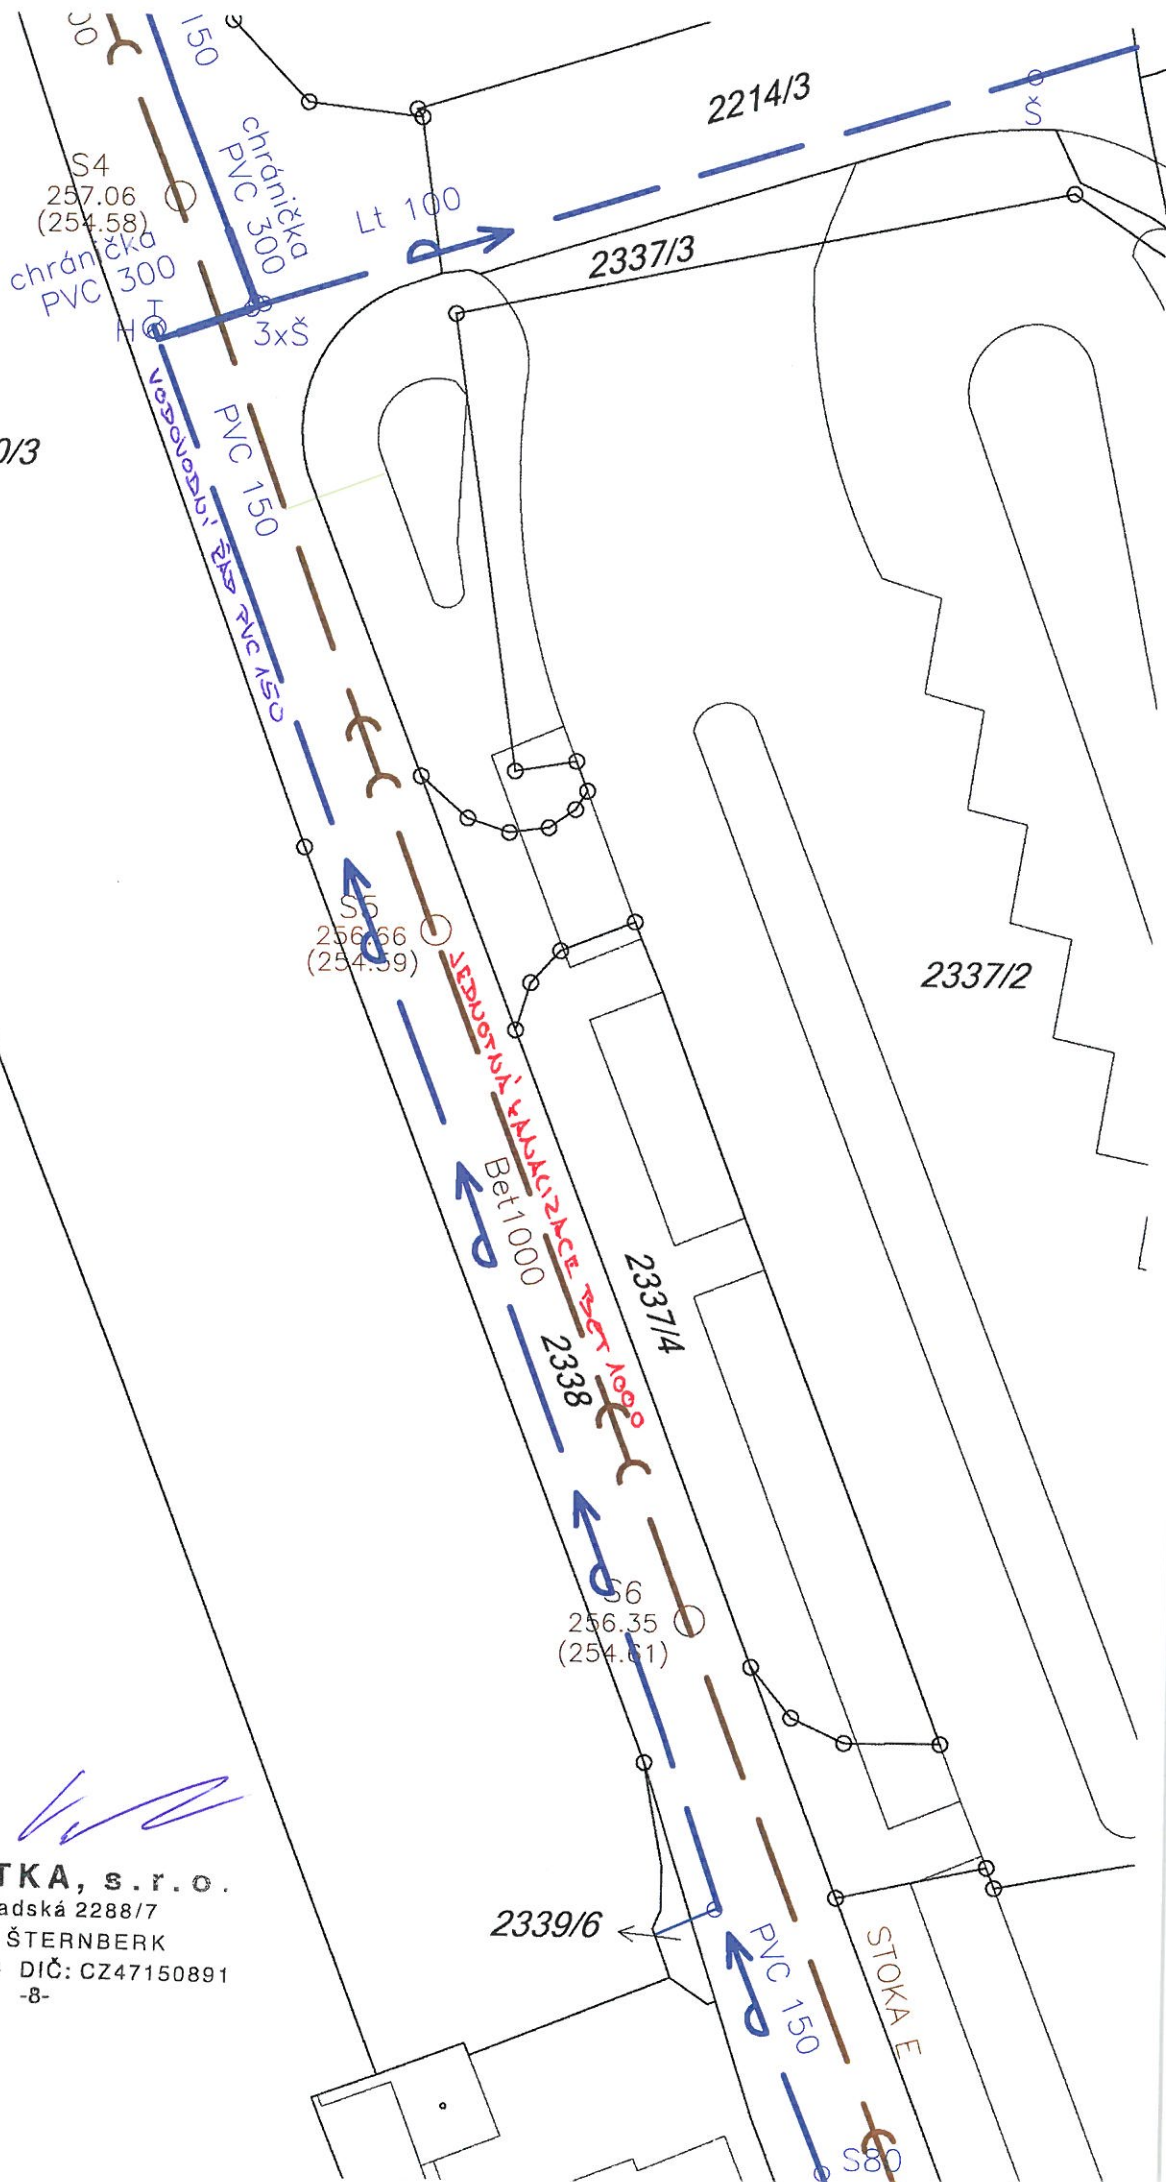 00
150
2214/3
Š
S4
257.06
(254.58)
chránička
PVC 300
Lt 100
2337/3
chránička
PVC 300
T
H
3xŠ
0/3
VODOVODNÍ ŘAD PVC 150
PVC 150
S5
256.66
(254.59)
2337/2
JEDNOTNÁ KANALIZACE BET 1000
Bet1000
2337/4
2338
S6
256.35
(254.61)
TKA, s.r.o.
adská 2288/7
ŠTERNBERK
DIČ: CZ47150891
-8-
2339/6
PVC 150
STOKA E
S80